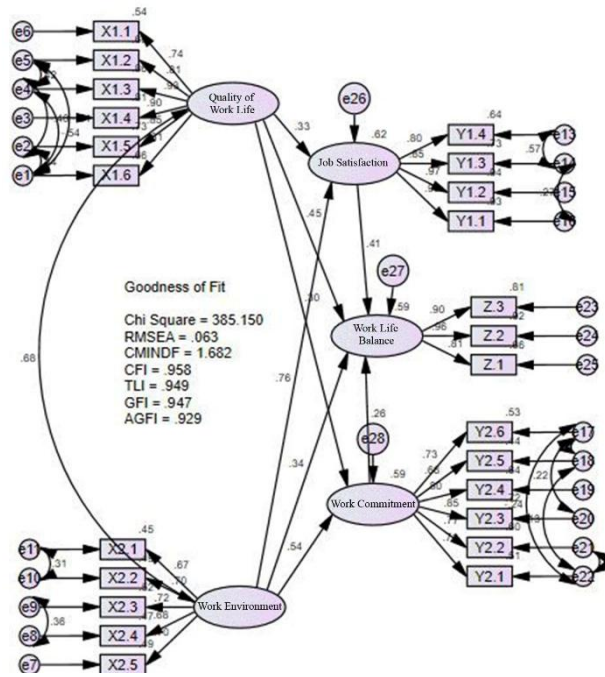 .54
e6
X1.1
.74
e5
X1.2
.81
e4
X1.3
.93
e3
X1.4
.90
e2
X1.5
.85
e1
X1.6
.54
Quality of
Work Life
e26
.33
.62
Job Satisfaction
.64
.80
Y1.4
e13
.85
Y1.3
.57
e14
.97
Y1.2
.94
e15
Y1.1
.93
e16
.45
.41
e27
.30
.59
Work Life
Balance
.81
.90
Z.3
e23
.96
Z.2
e24
.81
Z.1
e25
Goodness of Fit
Chi Square = 385.150
RMSEA = .063
CMINDF = 1.682
CFI = .958
TLI = .949
GFI = .947
AGFI = .929
.68
.76
.26
e28
.34
.59
Work Commitment
.54
.53
.73
Y2.6
e17
Y2.5
e18
.80
Y2.4
.22
e19
.85
Y2.3
.24
e20
Y2.2
e21
Y2.1
e22
.45
e11
X2.1
.67
.31
e10
X2.2
.70
e9
X2.3
.72
.36
e8
X2.4
.68
e7
X2.5
Work Environment